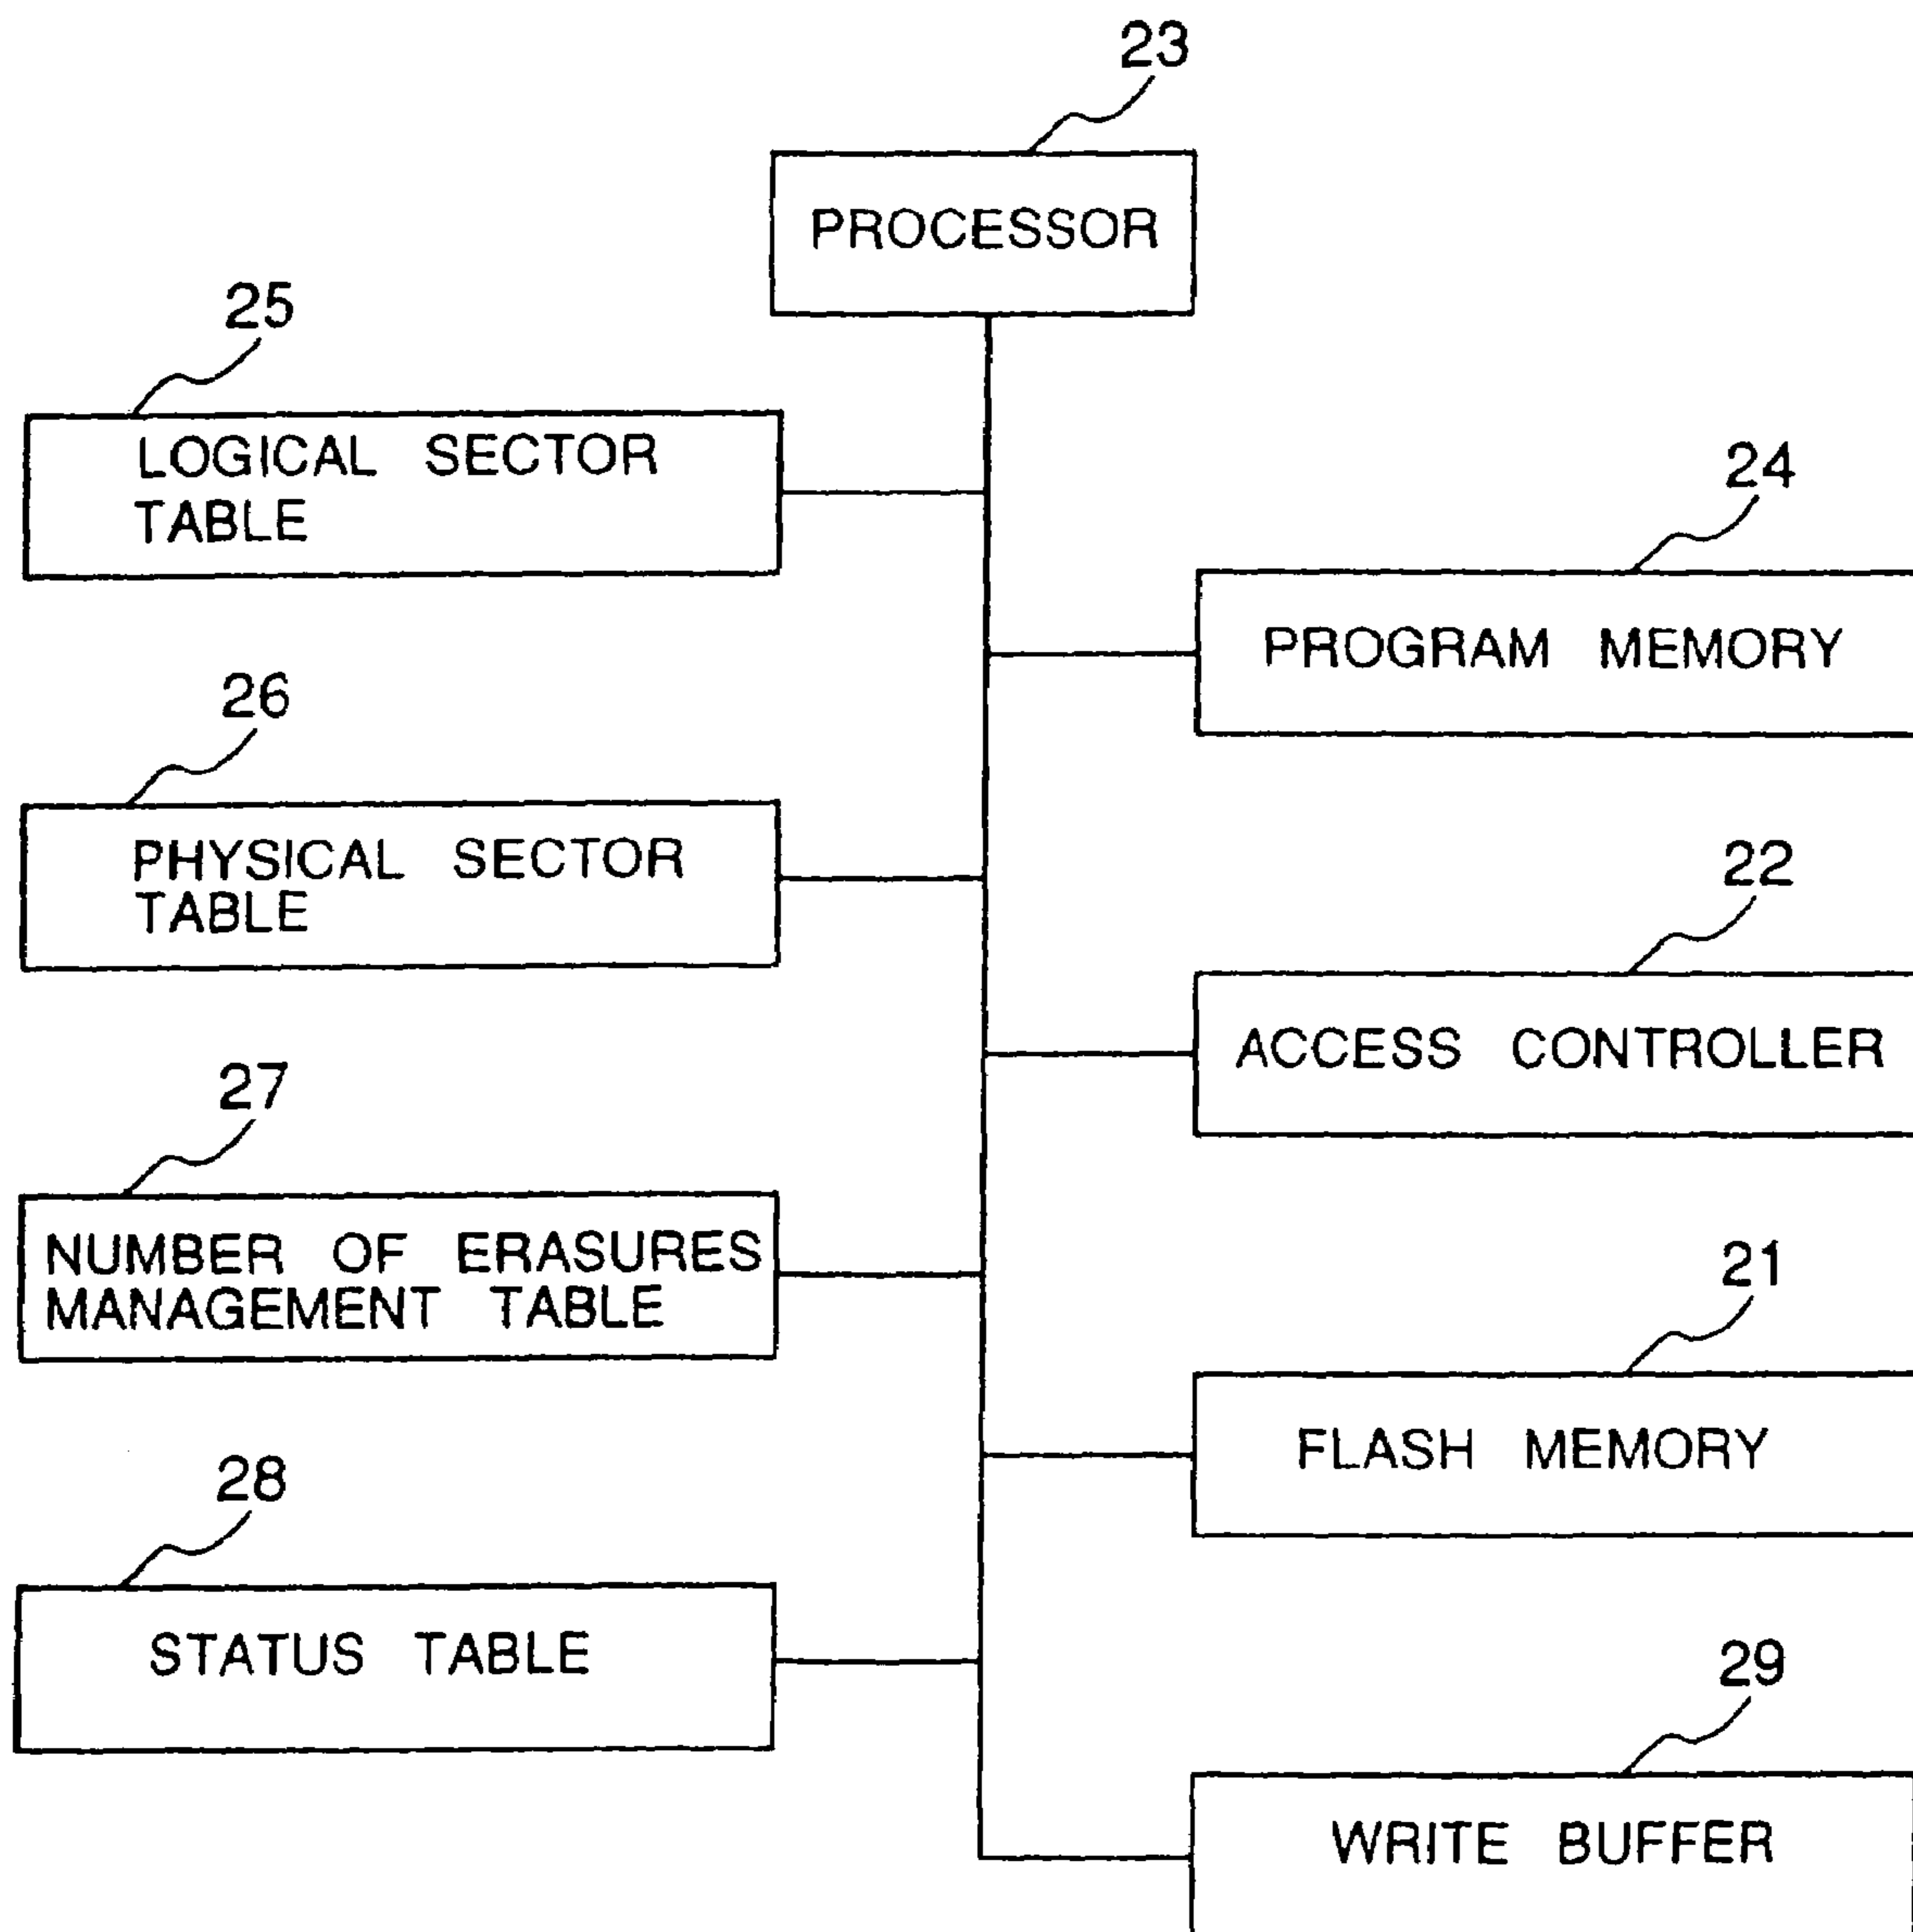 23
PROCESSOR
25
LOGICAL SECTOR
TABLE
24
PROGRAM MEMORY
26
PHYSICAL SECTOR
TABLE
22
ACCESS CONTROLLER
27
NUMBER OF ERASURES
MANAGEMENT TABLE
21
FLASH MEMORY
28
STATUS TABLE
29
WRITE BUFFER